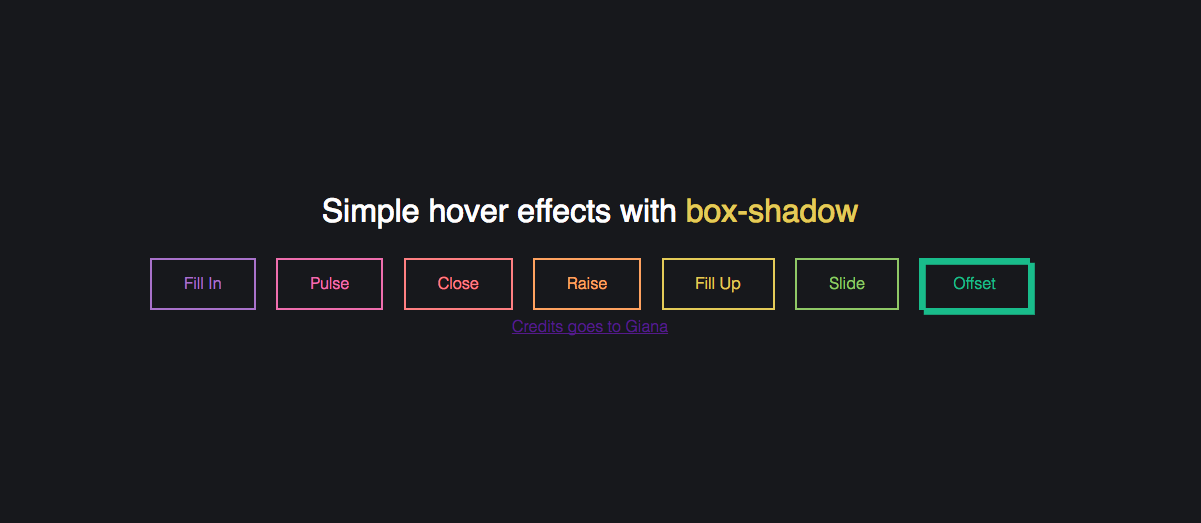 Simple hover effects with box-shadow
Fill In Pulse Close Raise Fill Up Slide Offset
Credits goes to Giana